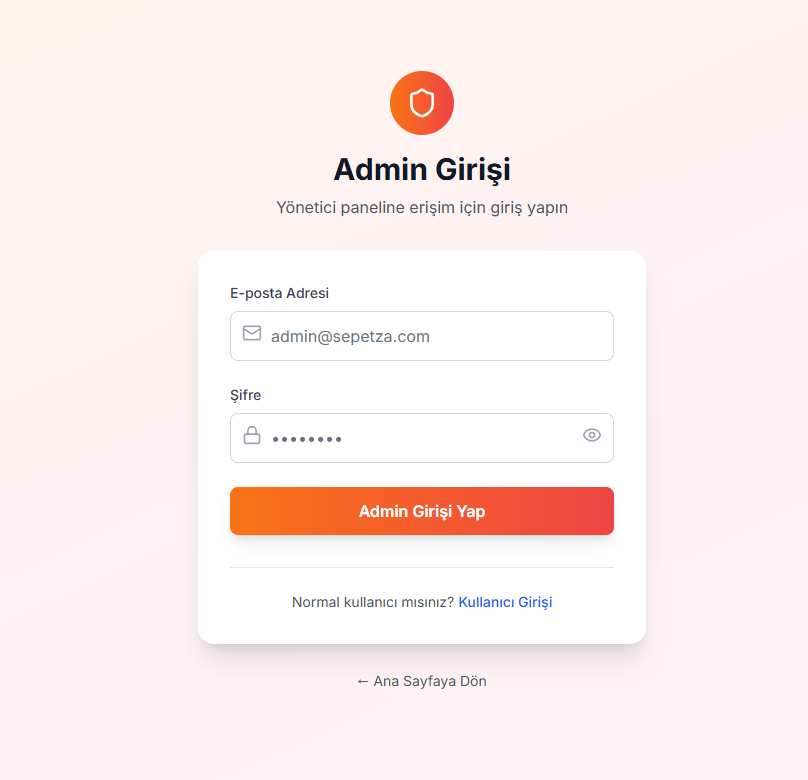 Admin Girişi
Yönetici paneline erişim için giriş yapın
E-posta Adresi
admin@sepetza.com
Şifre
••••••••
Admin Girişi Yap
Normal kullanıcı mısınız? Kullanıcı Girişi
← Ana Sayfaya Dön